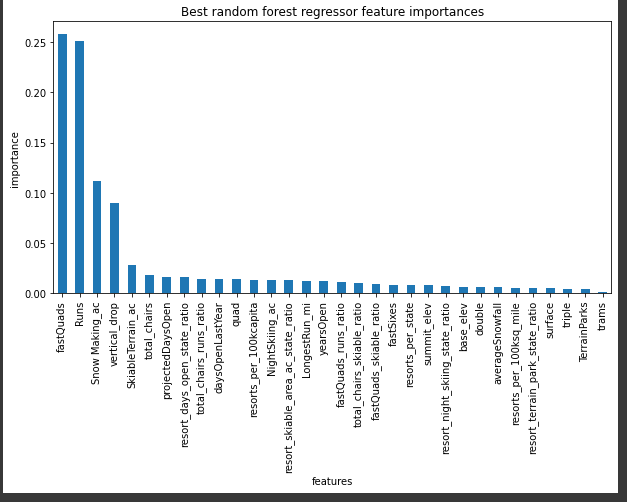 Best random forest regressor feature importances
importance
0.25
0.20
0.15
0.10
0.05
0.00
fastQuads
Runs
Snow Making_ac
vertical_drop
SkiableTerrain_ac
total_chairs
projectedDaysOpen
resort_days_open_state_ratio
total_chairs_runs_ratio
daysOpenLastYear
quad
resorts_per_100kcapita
NightSkiing_ac
resort_skiable_area_ac_state_ratio
LongestRun_mi
yearsOpen
fastQuads_runs_ratio
total_chairs_skiable_ratio
fastQuads_skiable_ratio
fastSixes
resorts_per_state
summit_elev
resort_night_skiing_state_ratio
base_elev
double
averageSnowfall
resorts_per_100ksq_mile
resort_terrain_park_state_ratio
surface
triple
TerrainParks
trams
features